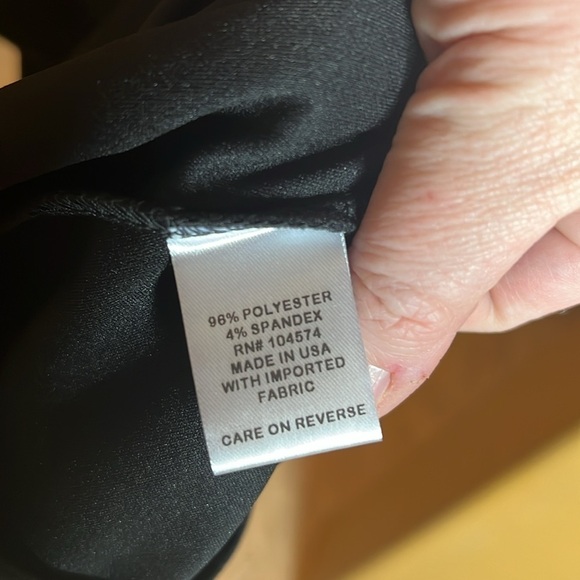 96% POLYESTER
4% SPANDEX
RN# 104574
MADE IN USA
WITH IMPORTED
FABRIC
CARE ON REVERSE